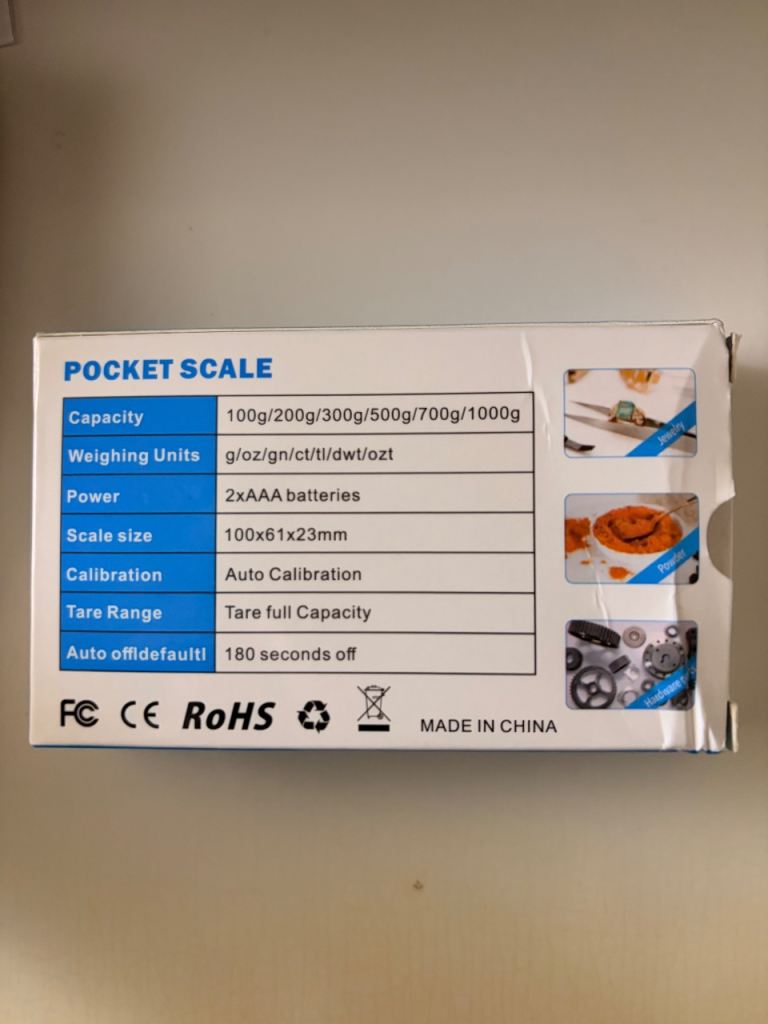 POCKET SCALE
Capacity 100g/200g/300g/500g/700g/1000g
Weighing Units g/oz/gn/ct/tl/dwt/ozt
Power 2xAAA batteries
Scale size 100x61x23mm
Calibration Auto Calibration
Tare Range Tare full Capacity
Auto offldefaultl 180 seconds off
FC CE RoHS
MADE IN CHINA
Jewelry
Powder
Hardware